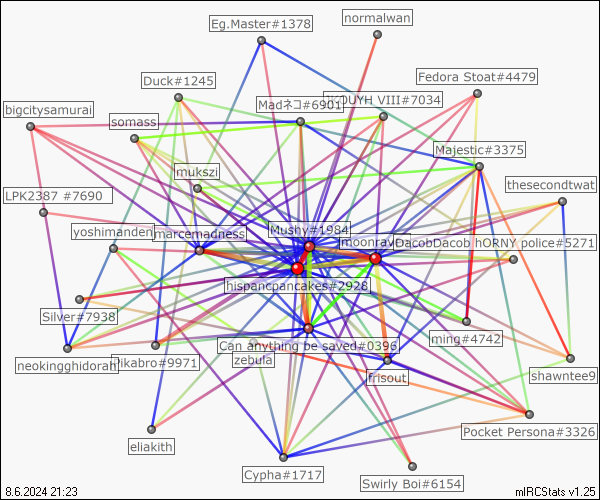 normalwan
Eg.Master#1378
Fedora Stoat#4479
Duck#1245
Madネコ#6901
YOUYH VIII#7034
bigcitysamurai
somass
Majestic#3375
mukszi
thesecondtwat
LPK2387 #7690
yoshimanden
marcemadness
Mushy#1984
moonrav
DacobDacob
hORNY police#5271
hispancpancakes#2928
Silver#7938
Can anything be saved#0396
ming#4742
neokingghidorah
Pikabro#9971
zebula
frisout
shawntee9
eliakith
Pocket Persona#3326
Cypha#1717
Swirly Boi#6154
8.6.2024 21:23
mIRCStats v1.25